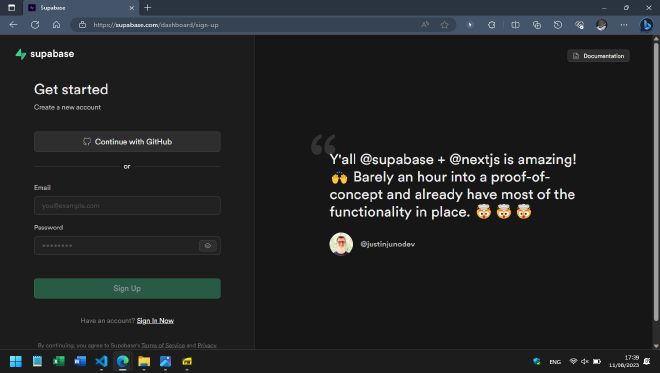 Supabase
https://supabase.com/dashboard/sign-up
supabase
Documentation
Get started
Create a new account
Continue with GitHub
or
Email
you@example.com
Password
••••••••
Sign Up
Have an account? Sign In Now
By continuing, you agree to Supabase's Terms of Service and Privacy
Y'all @supabase + @nextjs is amazing!
🙌 Barely an hour into a proof-of-
concept and already have most of the
functionality in place. 🤯 🤯 🤯
@justinjunodev
ENG
17:39
11/08/2023